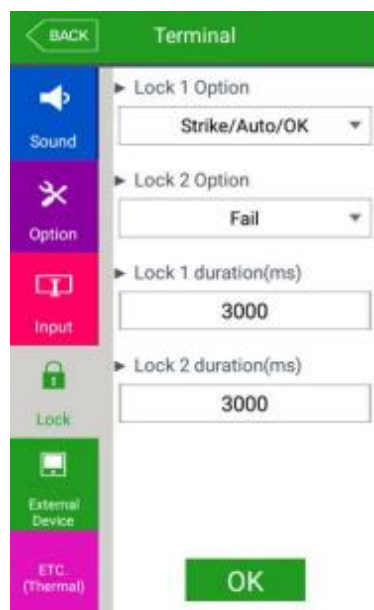 BACK
Terminal
Sound
Option
Input
Lock
External
Device
ETC.
(Thermal)
► Lock 1 Option
Strike/Auto/OK
► Lock 2 Option
Fail
► Lock 1 duration(ms)
3000
► Lock 2 duration(ms)
3000
OK